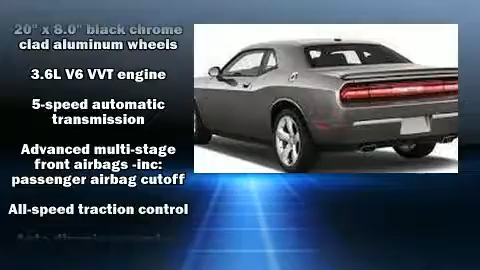 20" x 8.0" black chrome
clad aluminum wheels
3.6L V6 VVT engine
5-speed automatic
transmission
Advanced multi-stage
front airbags -inc:
passenger airbag cutoff
All-speed traction control